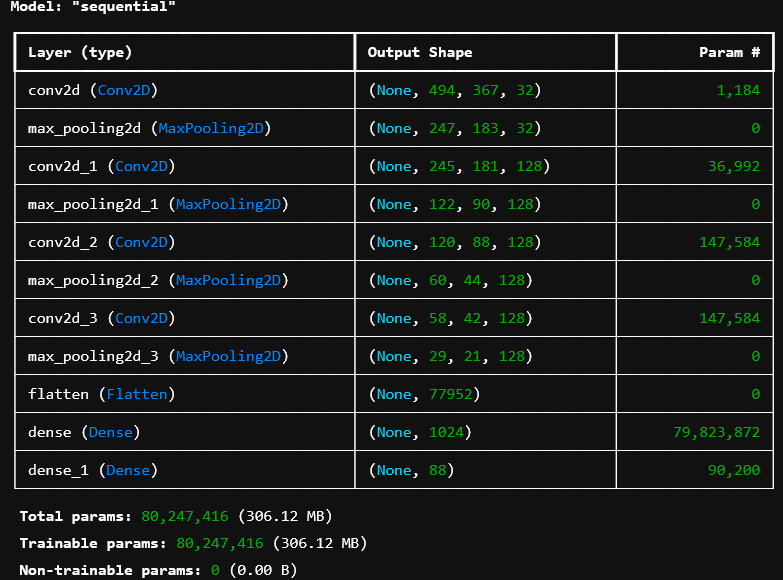 Model: "sequential"
Layer (type) Output Shape Param #
conv2d (Conv2D) (None, 494, 367, 32) 1,184
max_pooling2d (MaxPooling2D) (None, 247, 183, 32) 0
conv2d_1 (Conv2D) (None, 245, 181, 128) 36,992
max_pooling2d_1 (MaxPooling2D) (None, 122, 90, 128) 0
conv2d_2 (Conv2D) (None, 120, 88, 128) 147,584
max_pooling2d_2 (MaxPooling2D) (None, 60, 44, 128) 0
conv2d_3 (Conv2D) (None, 58, 42, 128) 147,584
max_pooling2d_3 (MaxPooling2D) (None, 29, 21, 128) 0
flatten (Flatten) (None, 77952) 0
dense (Dense) (None, 1024) 79,823,872
dense_1 (Dense) (None, 88) 90,200
Total params: 80,247,416 (306.12 MB)
Trainable params: 80,247,416 (306.12 MB)
Non-trainable params: 0 (0.00 B)